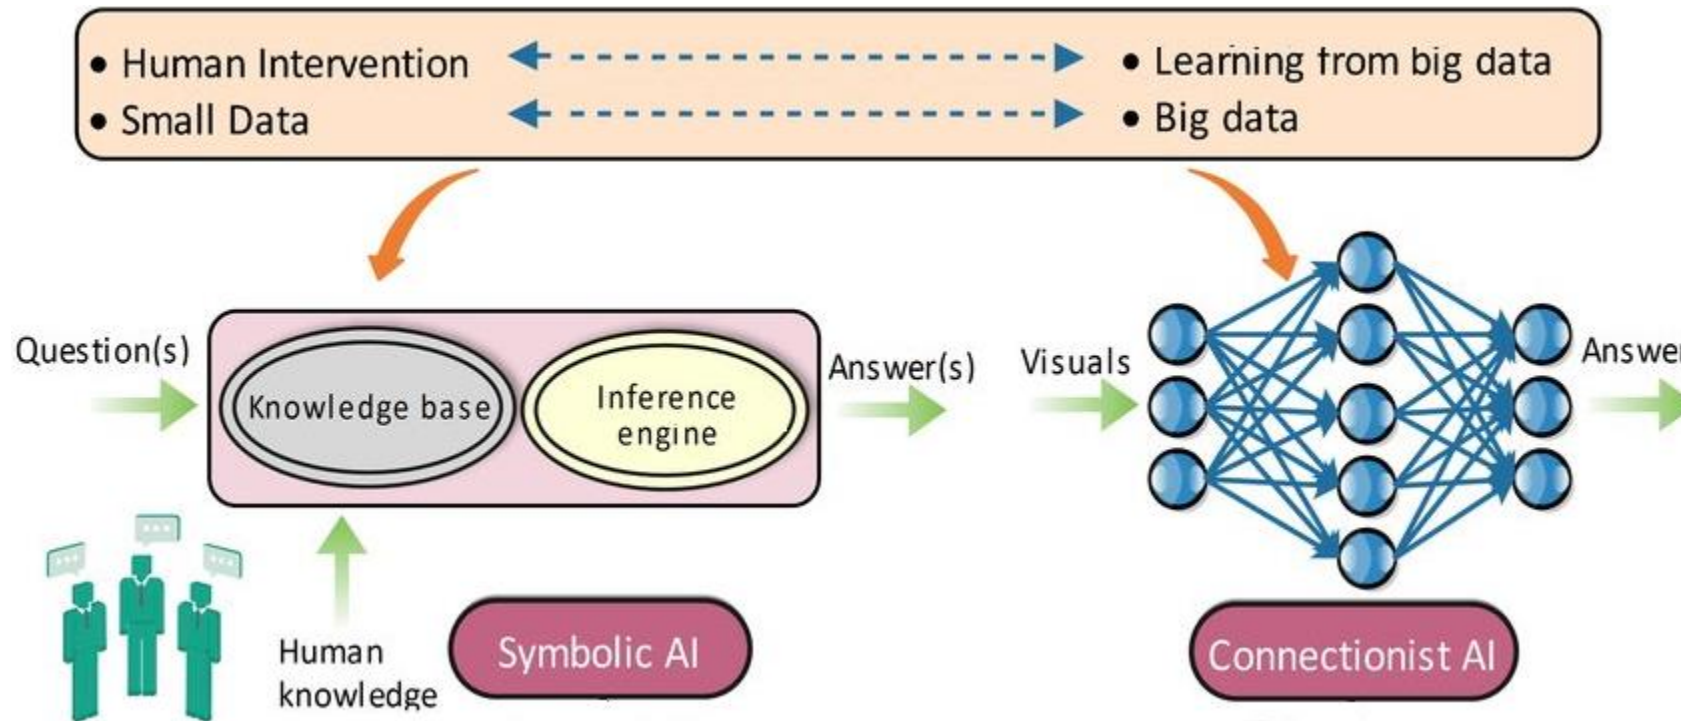 • Human Intervention
• Small Data
• Learning from big data
• Big data
Question(s)
Knowledge base
Inference
engine
Answer(s)
Visuals
Answer
Human
knowledge
Symbolic AI
Connectionist AI